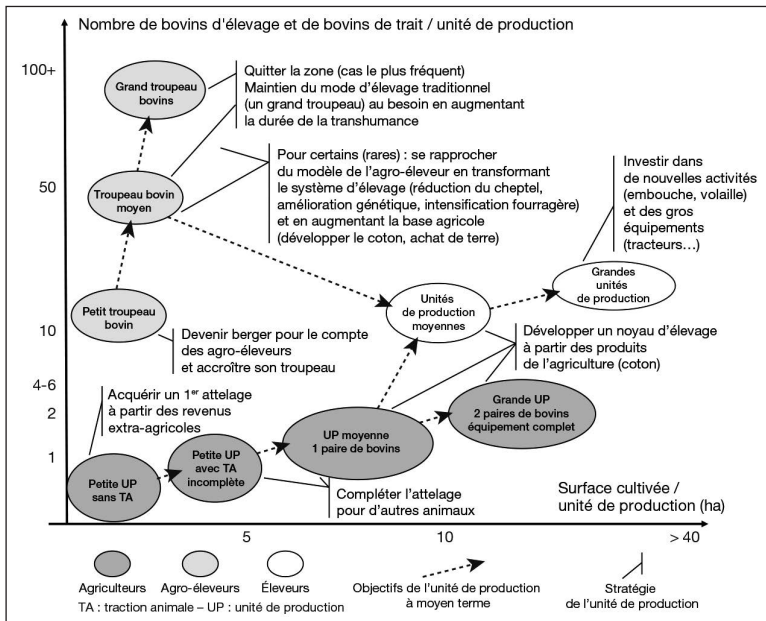 Nombre de bovins d'élevage et de bovins de trait / unité de production
100+
50
10
4-6
2
1
Grand troupeau
bovins
Quitter la zone (cas le plus fréquent)
Maintien du mode d'élevage traditionnel
(un grand troupeau) au besoin en augmentant
la durée de la transhumance
Troupeau bovin
moyen
Pour certains (rares) : se rapprocher
du modèle de l'agro-éleveur en transformant
le système d'élevage (réduction du cheptel,
amélioration génétique, intensification fourragère)
et en augmentant la base agricole
(développer le coton, achat de terre)
Investir dans
de nouvelles activités
(embouche, volaille)
et des gros
équipements
(tracteurs…)
Petit troupeau
bovin
Devenir berger pour le compte
des agro-éleveurs
et accroître son troupeau
Unités
de production
moyennes
Grandes
unités
de production
Développer un noyau d'élevage
à partir des produits
de l'agriculture (coton)
Acquérir un 1er attelage
à partir des revenus
extra-agricoles
Petite UP
sans TA
Petite UP
avec TA
incomplète
UP moyenne
1 paire de bovins
Grande UP
2 paires de bovins
équipement complet
Compléter l'attelage
pour d'autres animaux
Surface cultivée /
unité de production (ha)
5
10
> 40
Agriculteurs
Agro-éleveurs
Éleveurs
Objectifs de l'unité de production
à moyen terme
Stratégie
de l'unité de production
TA : traction animale – UP : unité de production